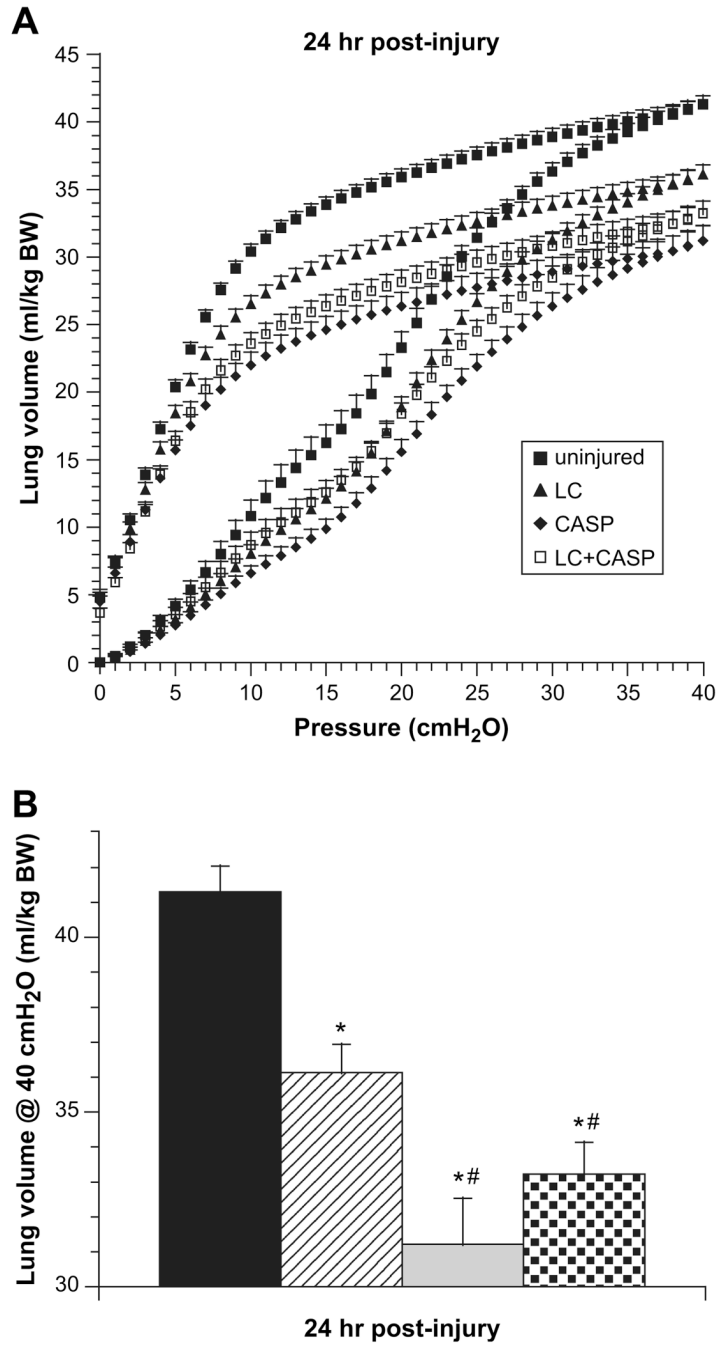 A
24 hr post-injury
45
40
35
30
25
20
15
10
5
0
Lung volume (ml/kg BW)
uninjured
LC
CASP
LC+CASP
0 5 10 15 20 25 30 35 40
Pressure (cmH₂O)
B
Lung volume @ 40 cmH₂O (ml/kg BW)
40
35
30
*
*#
*#
24 hr post-injury